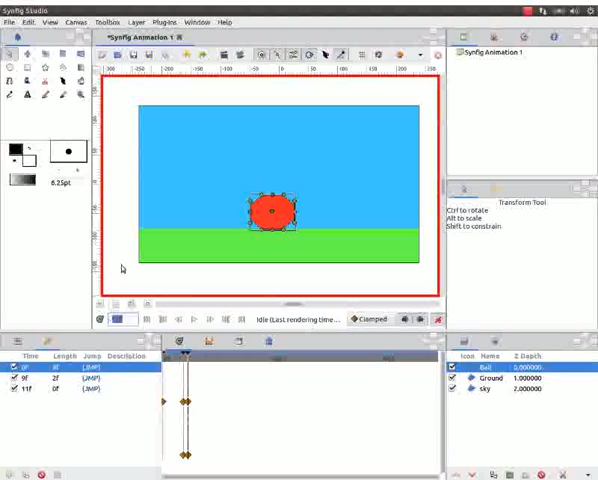 Synfig Studio
File Edit View Canvas Toolbox Layer Plug-Ins Window Help
*Synfig Animation 1
Synfig Animation 1
6.25pt
Transform Tool
Ctrl to rotate
Alt to scale
Shift to constrain
Idle (Last rendering time...
Clamped
Time Length Jump Description
0f 9f (JMP)
9f 2f (JMP)
11f 0f (JMP)
Icon Name Z Depth
Ball 0.000000
Ground 1.000000
sky 2.000000